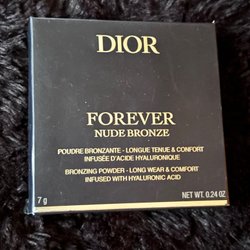 DIOR
FOREVER
NUDE BRONZE
POUDRE BRONZANTE - LONGUE TENUE & CONFORT
INFUSÉE D'ACIDE HYALURONIQUE
BRONZING POWDER - LONG WEAR & COMFORT
INFUSED WITH HYALURONIC ACID
7 g
NET WT. 0.24 OZ